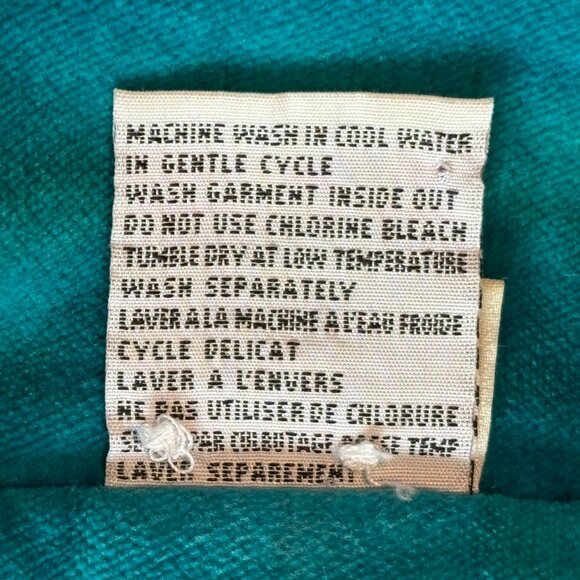 MACHINE WASH IN COOL WATER
IN GENTLE CYCLE
WASH GARMENT INSIDE OUT
DO NOT USE CHLORINE BLEACH
TUMBLE DRY AT LOW TEMPERATURE
WASH SEPARATELY
LAVER A LA MACHINE A L'EAU FROIDE
CYCLE DELICAT
LAVER A L'ENVERS
NE PAS UTILISER DE CHLORURE
PAR CULBUTAGE TEMP
LAVER SEPAREMENT